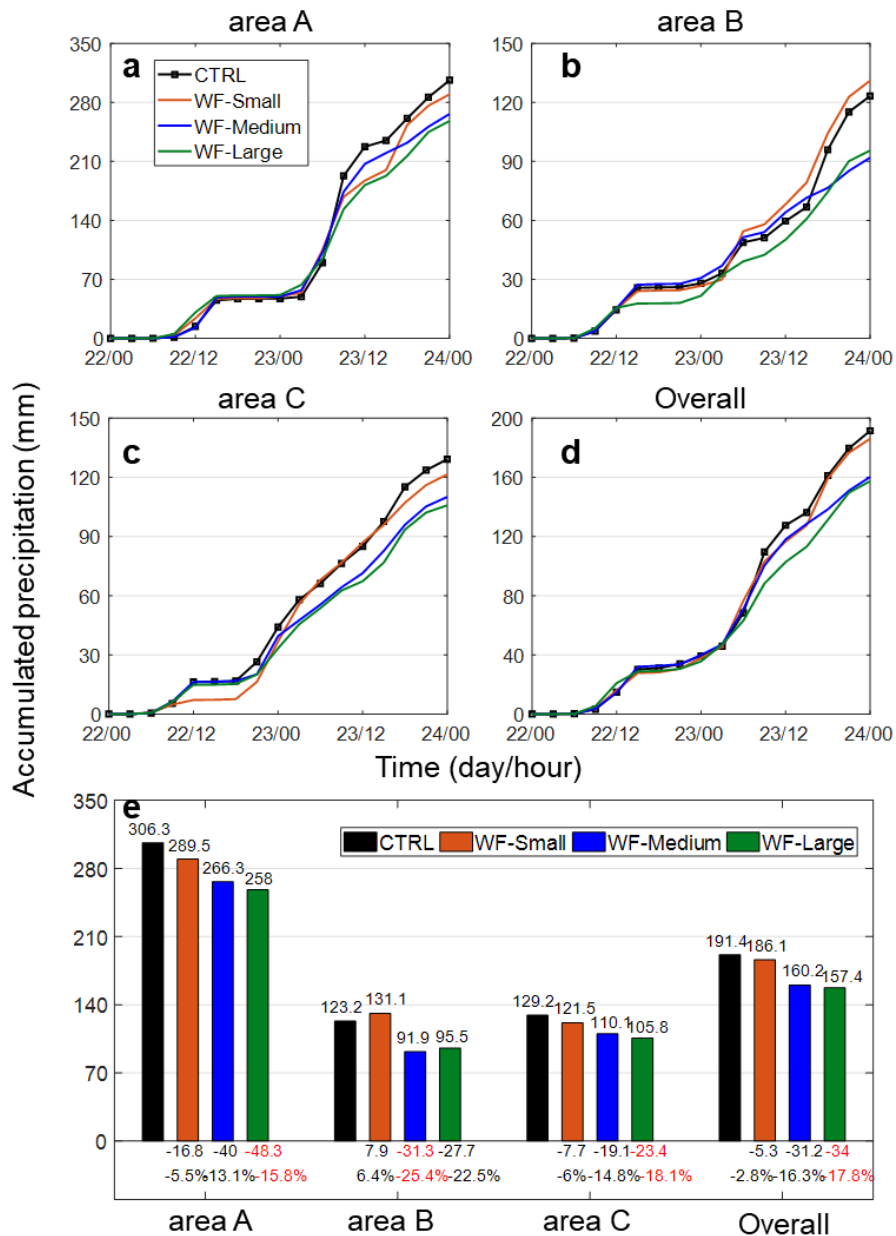 area A
area B
350
280
210
140
70
0
a
CTRL
WF-Small
WF-Medium
WF-Large
22/00 22/12 23/00 23/12 24/00
150
120
90
60
30
0
b
22/00 22/12 23/00 23/12 24/00
area C
Overall
150
120
90
60
30
0
c
22/00 22/12 23/00 23/12 24/00
200
160
120
80
40
0
d
22/00 22/12 23/00 23/12 24/00
Accumulated precipitation (mm)
Time (day/hour)
e
350
280
210
140
70
0
CTRL WF-Small WF-Medium WF-Large
306.3 289.5 266.3 258
123.2 131.1 91.9 95.5
129.2 121.5 110.1 105.8
191.4 186.1 160.2 157.4
-16.8 -40 -48.3 7.9 -31.3 -27.7 -7.7 -19.1 -23.4 -5.3 -31.2 -34
-5.5% -13.1% -15.8% 6.4% -25.4% -22.5% -6% -14.8% -18.1% -2.8% -16.3% -17.8%
area A area B area C Overall